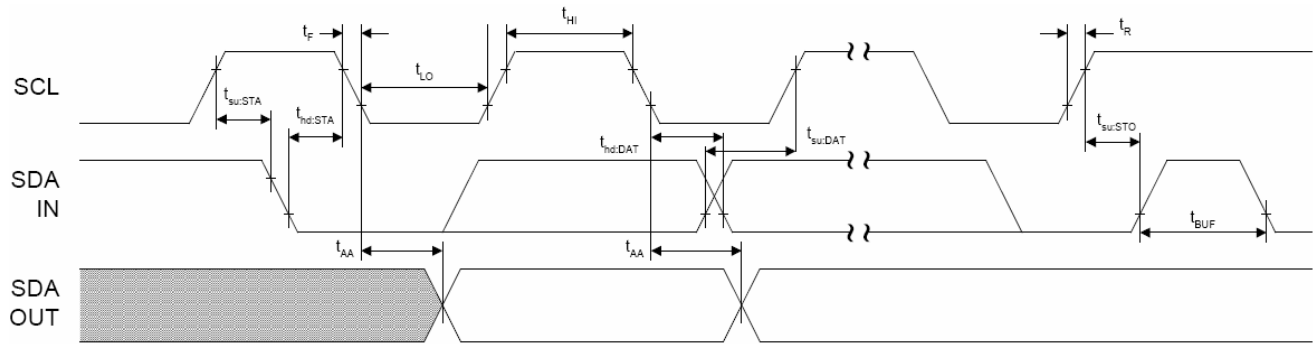 tHI
tF
tR
SCL
tLO
tsu:STA
thd:STA
tsu:STO
thd:DAT
tsu:DAT
SDA
IN
tBUF
tAA
tAA
SDA
OUT